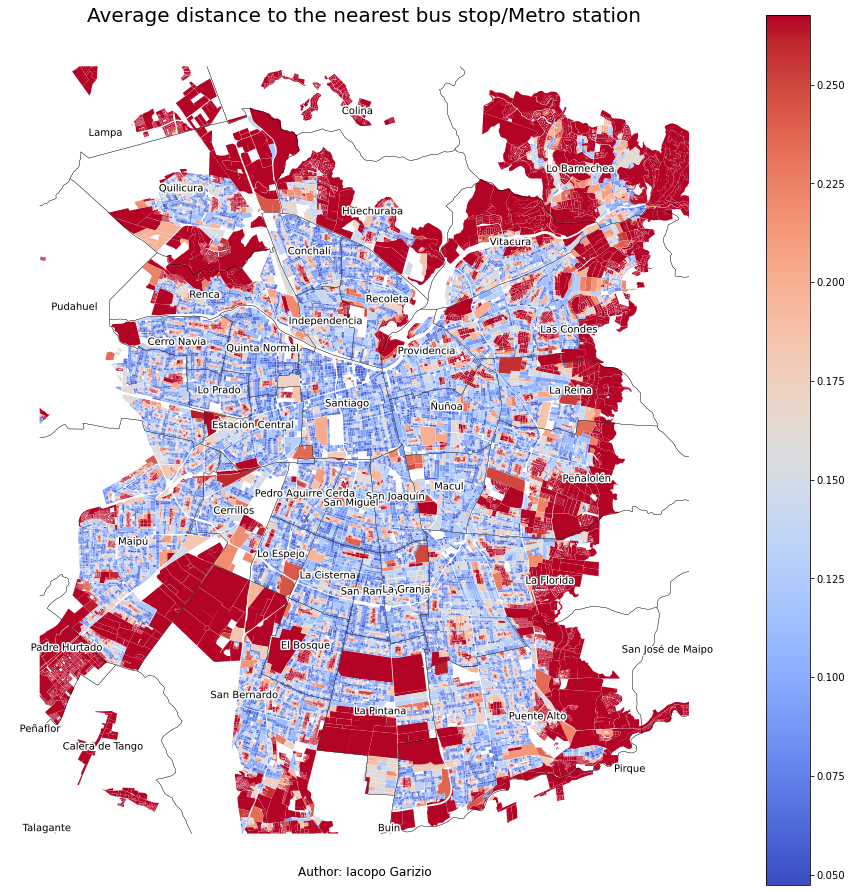 Average distance to the nearest bus stop/Metro station
Colina
Lampa
Lo Barnechea
Quilicura
Huechuraba
Vitacura
Conchalí
Renca
Recoleta
Pudahuel
Independencia
Las Condes
Cerro Navia
Quinta Normal
Providencia
Lo Prado
La Reina
Santiago
Ñuñoa
Estación Central
Peñalolén
Macul
Pedro Aguirre Cerda
San Joaquín
San Miguel
Cerrillos
Maipú
Lo Espejo
La Cisterna
La Florida
San Ram
La Granja
El Bosque
Padre Hurtado
San José de Maipo
San Bernardo
La Pintana
Puente Alto
Peñaflor
Calera de Tango
Pirque
Talagante
Buin
Author: Iacopo Garizio
0.250
0.225
0.200
0.175
0.150
0.125
0.100
0.075
0.050